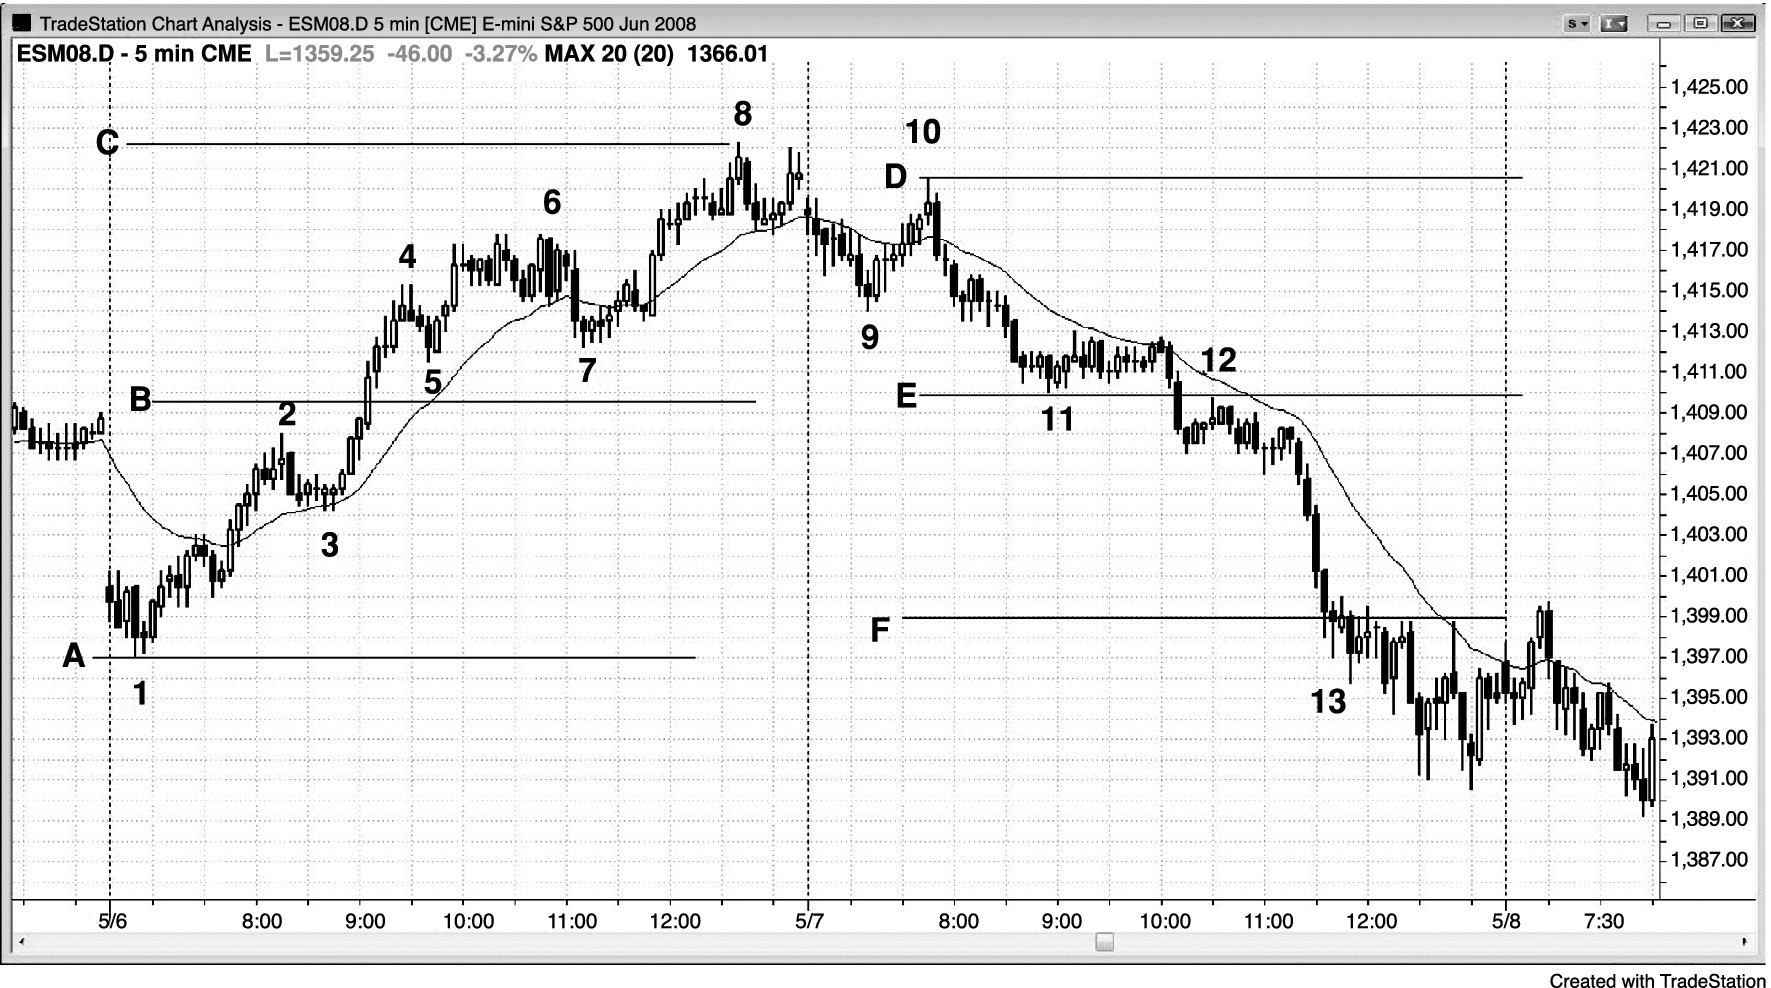 TradeStation Chart Analysis - ESM08.D 5 min [CME] E-mini S&P 500 Jun 2008
S
I
X
ESM08.D - 5 min CME L=1359.25 -46.00 -3.27% MAX 20 (20) 1366.01
1,425.00
1,423.00
1,421.00
1,419.00
1,417.00
1,415.00
1,413.00
1,411.00
1,409.00
1,407.00
1,405.00
1,403.00
1,401.00
1,399.00
1,397.00
1,395.00
1,393.00
1,391.00
1,389.00
1,387.00
C
8
10
D
6
4
9
7
5
B
2
E
11
12
3
A
1
F
13
5/6 8:00 9:00 10:00 11:00 12:00 5/7 8:00 9:00 10:00 11:00 12:00 5/8 7:30
Created with TradeStation